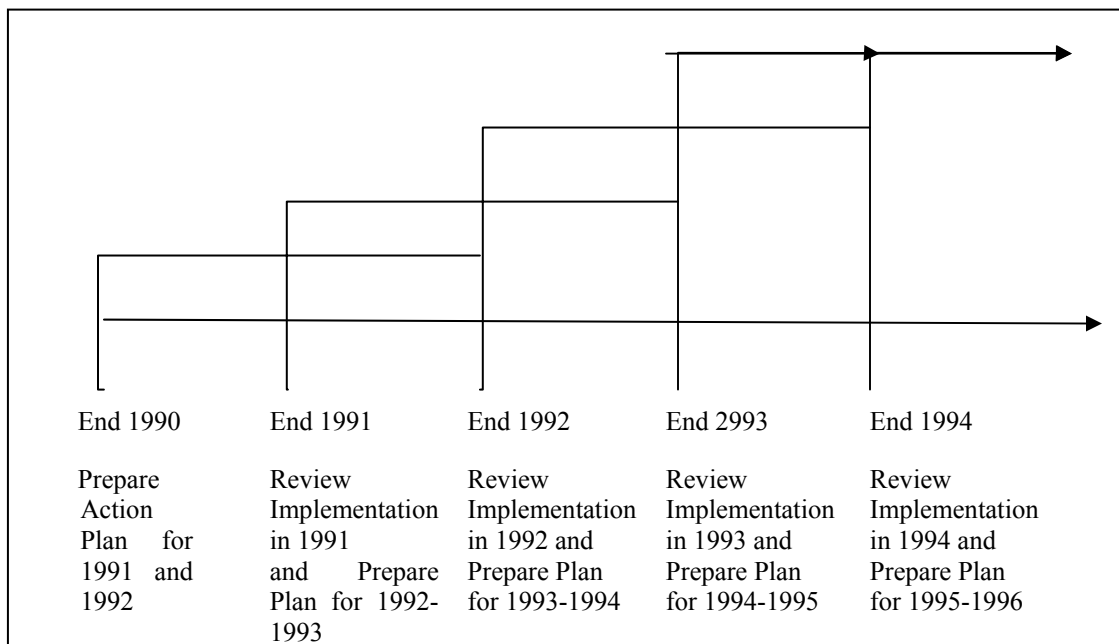 End 1990
End 1991
End 1992
End 2993
End 1994
Prepare
Action
Plan for
1991 and
1992
Review
Implementation
in 1991
and Prepare
Plan for 1992-
1993
Review
Implementation
in 1992 and
Prepare Plan
for 1993-1994
Review
Implementation
in 1993 and
Prepare Plan
for 1994-1995
Review
Implementation
in 1994 and
Prepare Plan
for 1995-1996